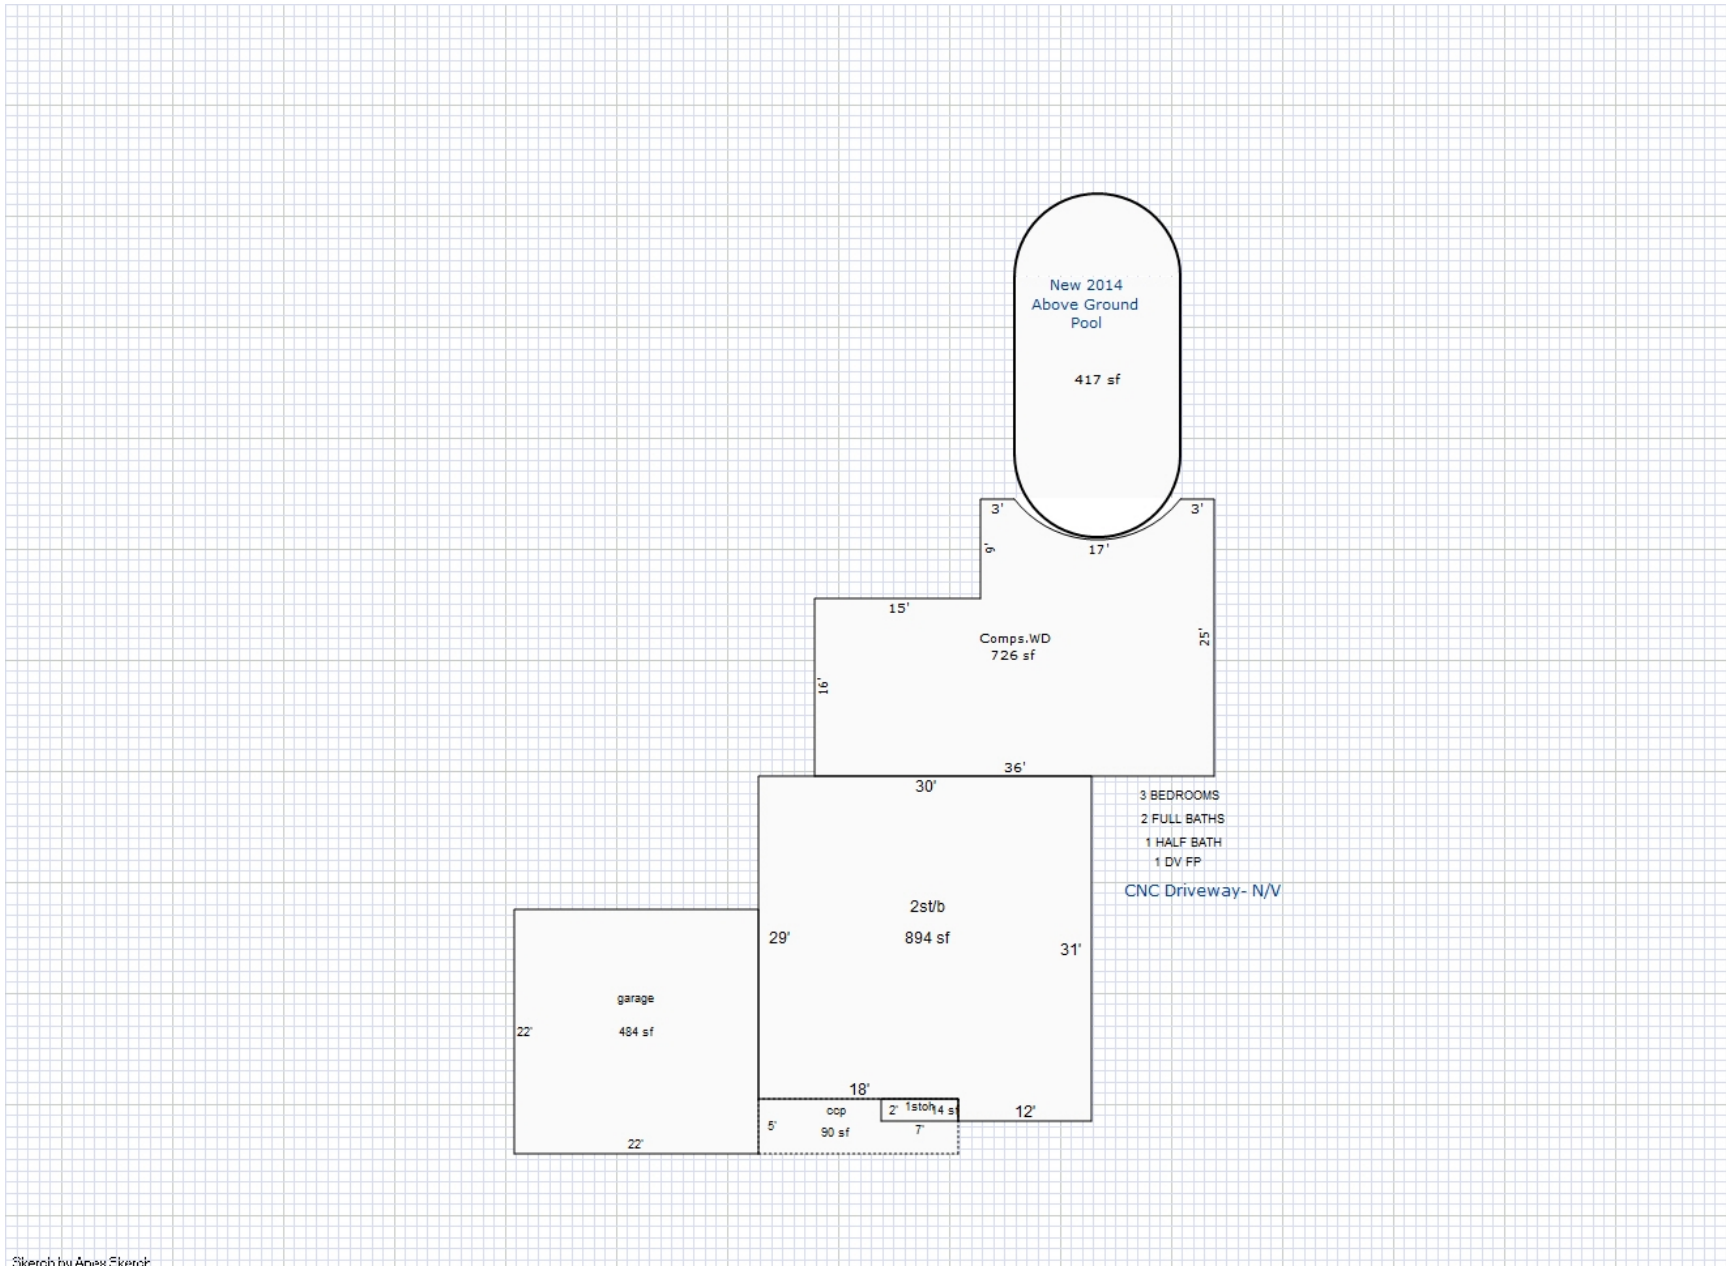 New 2014
Above Ground
Pool
417 sf
3'
3'
9'
17'
15'
Comps.WD
726 sf
25'
16'
36'
30'
3 BEDROOMS
2 FULL BATHS
1 HALF BATH
1 DV FP
CNC Driveway- N/V
2st/b
894 sf
29'
31'
garage
484 sf
22'
22'
18'
ccp
90 sf
5'
2'
1stoh
14 sf
7'
12'
Sketch by Apex Sketch